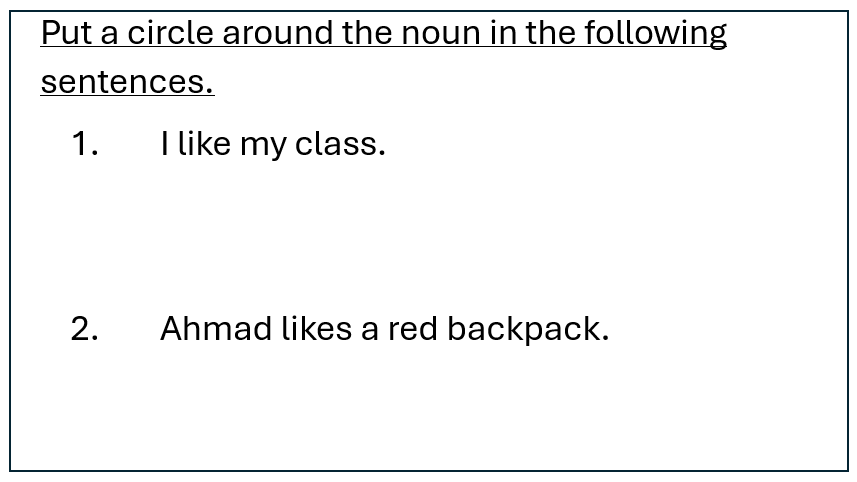 Put a circle around the noun in the following
sentences.
1. I like my class.
2. Ahmad likes a red backpack.